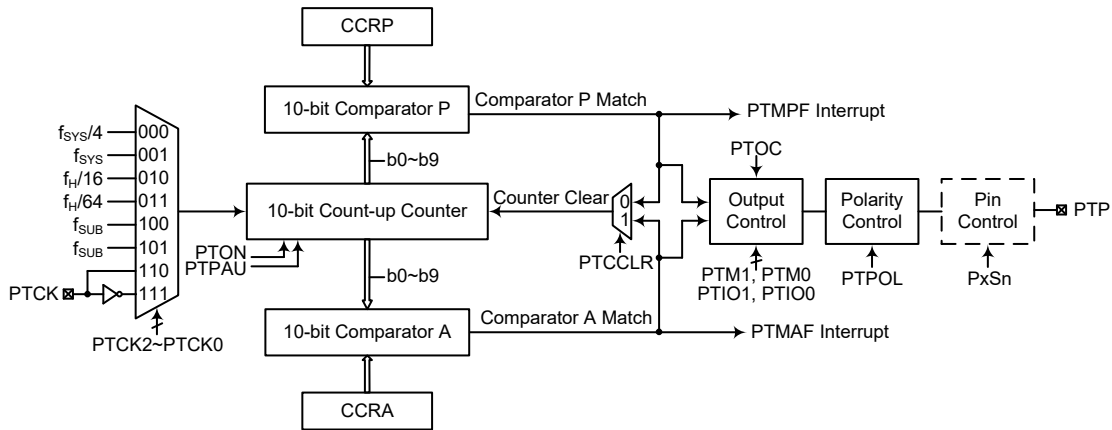 CCRP
10-bit Comparator P
Comparator P Match
PTMPF Interrupt
b0~b9
PTOC
fSYS/4
000
fSYS
001
fH/16
010
fH/64
011
fSUB
100
fSUB
101
110
111
PTCK
PTCK2~PTCK0
10-bit Count-up Counter
Counter Clear
0
1
PTCCLR
Output
Control
Polarity
Control
Pin
Control
PTP
PTON
PTPAU
PTM1, PTM0
PTIO1, PTIO0
PTPOL
PxSn
b0~b9
10-bit Comparator A
Comparator A Match
PTMAF Interrupt
CCRA